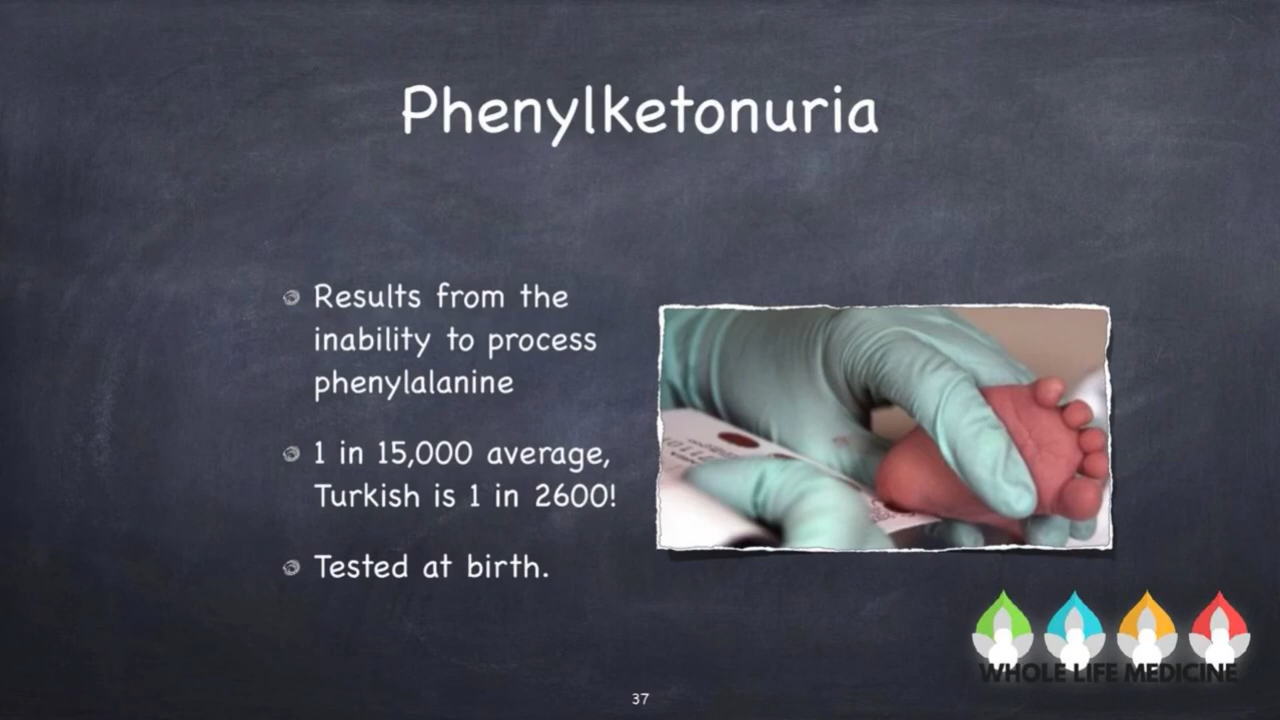 Phenylketonuria
Results from the
inability to process
phenylalanine
1 in 15,000 average,
Turkish is 1 in 2600!
Tested at birth.
WHOLE LIFE MEDICINE
37